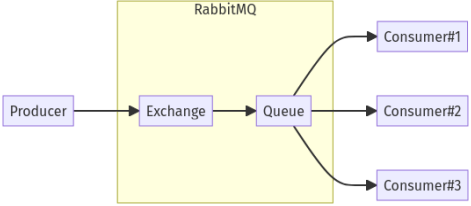 RabbitMQ
Consumer#1
Producer
Exchange
Queue
Consumer#2
Consumer#3